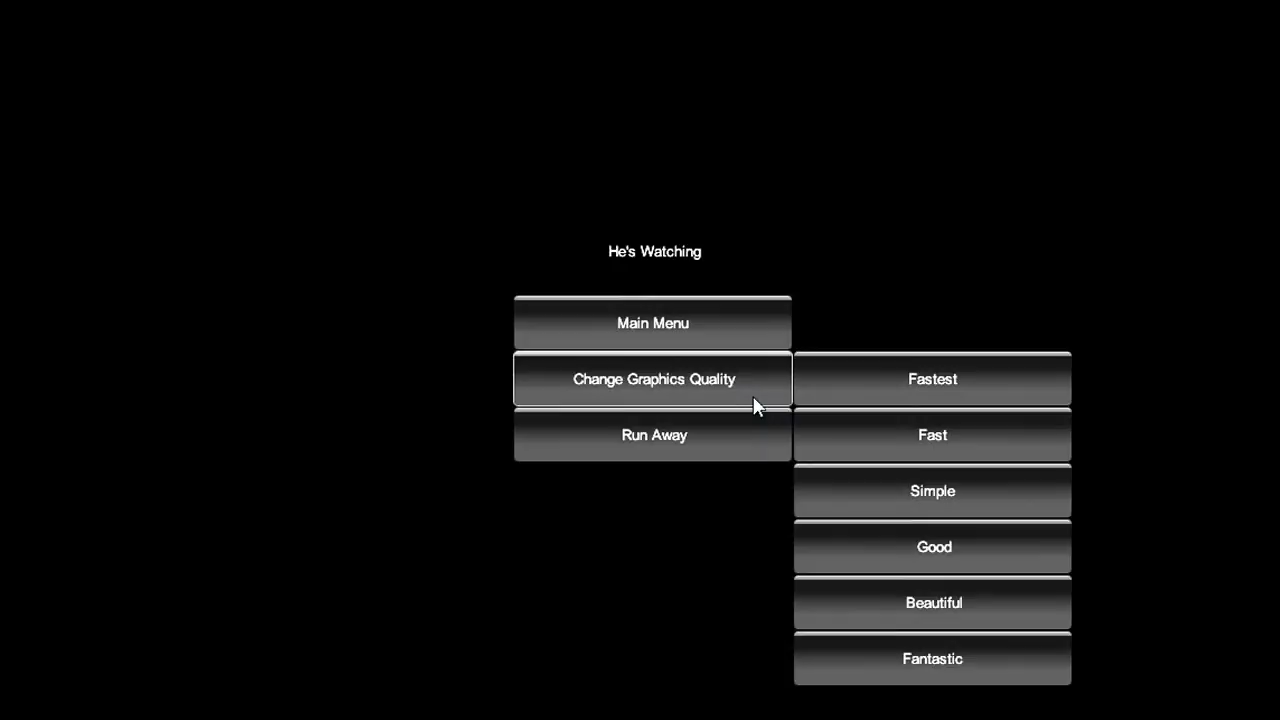 He's Watching
Main Menu
Change Graphics Quality
Run Away
Fastest
Fast
Simple
Good
Beautiful
Fantastic